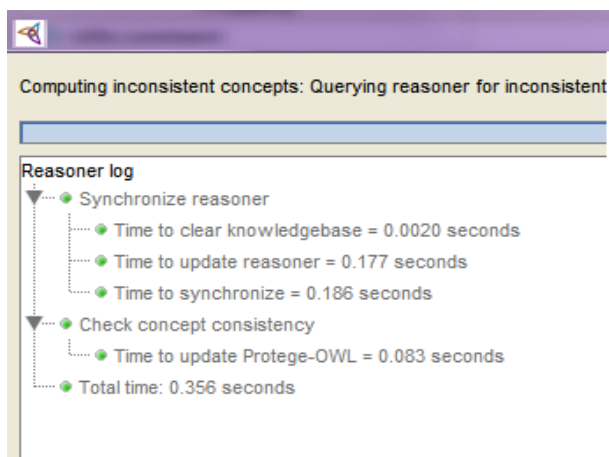 Computing inconsistent concepts: Querying reasoner for inconsistent
Reasoner log
Synchronize reasoner
Time to clear knowledgebase = 0.0020 seconds
Time to update reasoner = 0.177 seconds
Time to synchronize = 0.186 seconds
Check concept consistency
Time to update Protege-OWL = 0.083 seconds
Total time: 0.356 seconds